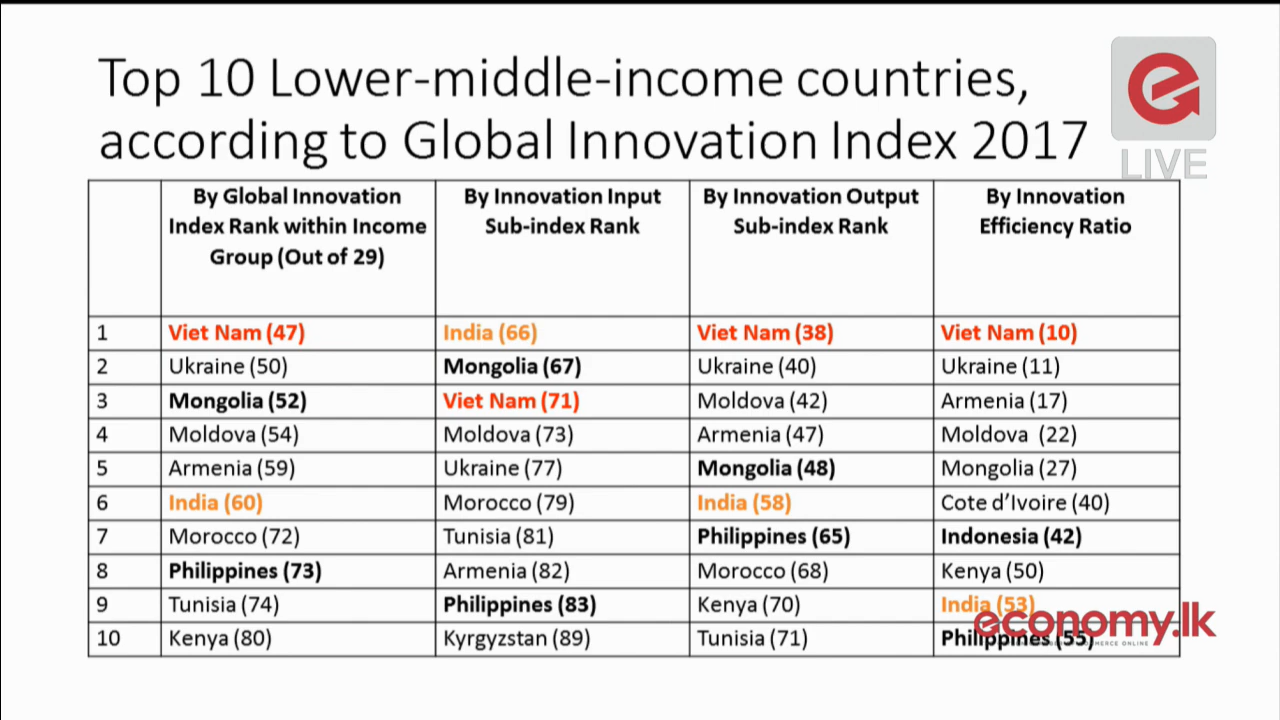 Top 10 Lower-middle-income countries,
according to Global Innovation Index 2017
LIVE
By Global Innovation
Index Rank within Income
Group (Out of 29)
By Innovation Input
Sub-index Rank
By Innovation Output
Sub-index Rank
By Innovation
Efficiency Ratio
1 Viet Nam (47) India (66) Viet Nam (38) Viet Nam (10)
2 Ukraine (50) Mongolia (67) Ukraine (40) Ukraine (11)
3 Mongolia (52) Viet Nam (71) Moldova (42) Armenia (17)
4 Moldova (54) Moldova (73) Armenia (47) Moldova (22)
5 Armenia (59) Ukraine (77) Mongolia (48) Mongolia (27)
6 India (60) Morocco (79) India (58) Cote d'Ivoire (40)
7 Morocco (72) Tunisia (81) Philippines (65) Indonesia (42)
8 Philippines (73) Armenia (82) Morocco (68) Kenya (50)
9 Tunisia (74) Philippines (83) Kenya (70) India (53)
10 Kenya (80) Kyrgyzstan (89) Tunisia (71) Philippines (55)
economy.lk